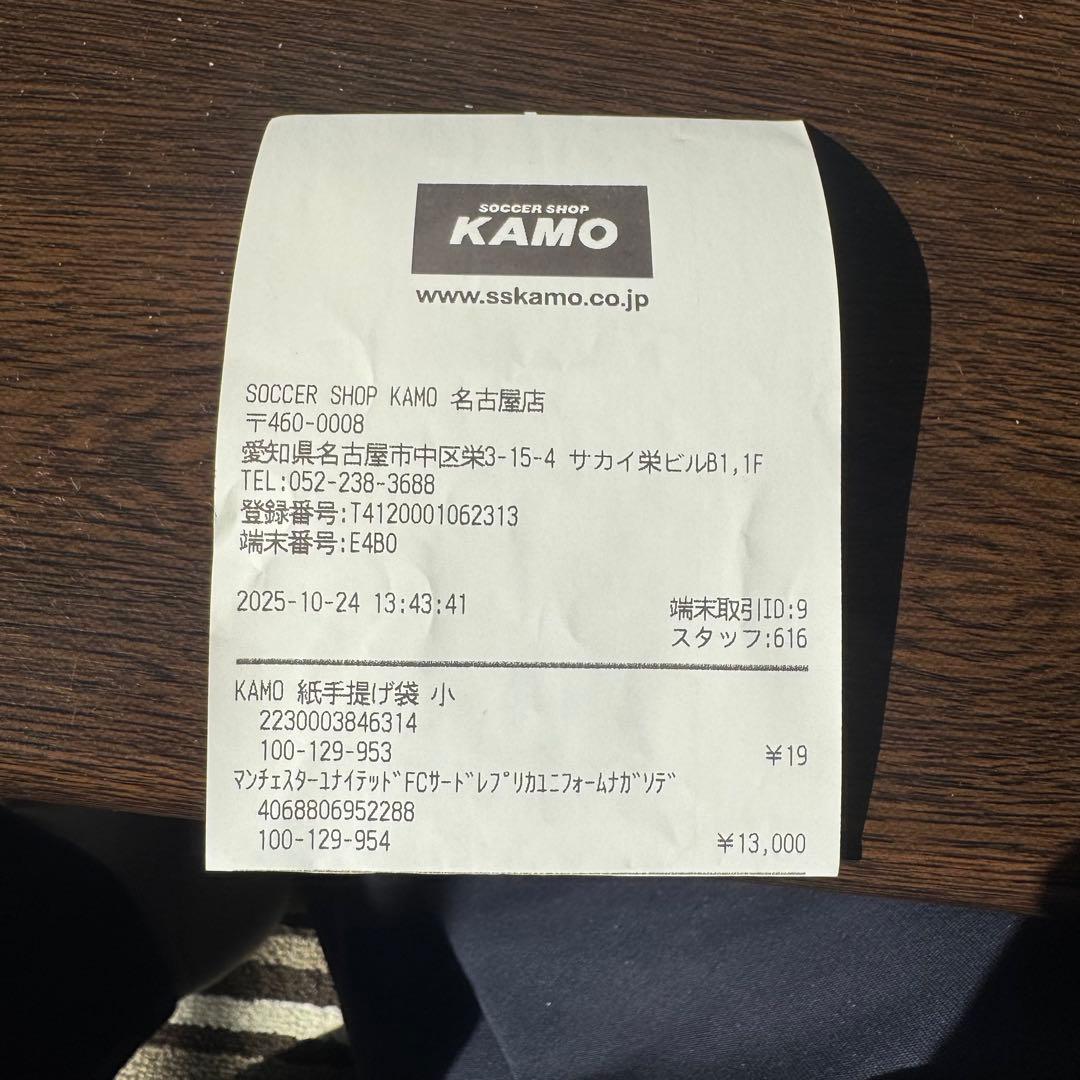 SOCCER SHOP
KAMO
www.sskamo.co.jp
SOCCER SHOP KAMO 名古屋店
〒460-0008
愛知県名古屋市中区栄3-15-4 サカイ栄ビルB1,1F
TEL:052-238-3688
登録番号:T4120001062313
端末番号:E4B0
2025-10-24 13:43:41 端末取引ID:9
スタッフ:616
KAMO 紙手提げ袋 小
2230003846314
100-129-953 ¥19
ﾏﾝﾁｪｽﾀｰﾕﾅｲﾃｯﾄﾞFCｻｰﾄﾞﾚﾌﾟﾘｶﾕﾆﾌｫｰﾑﾅｶﾞｿﾃﾞ
4068806952288
100-129-954 ¥13,000